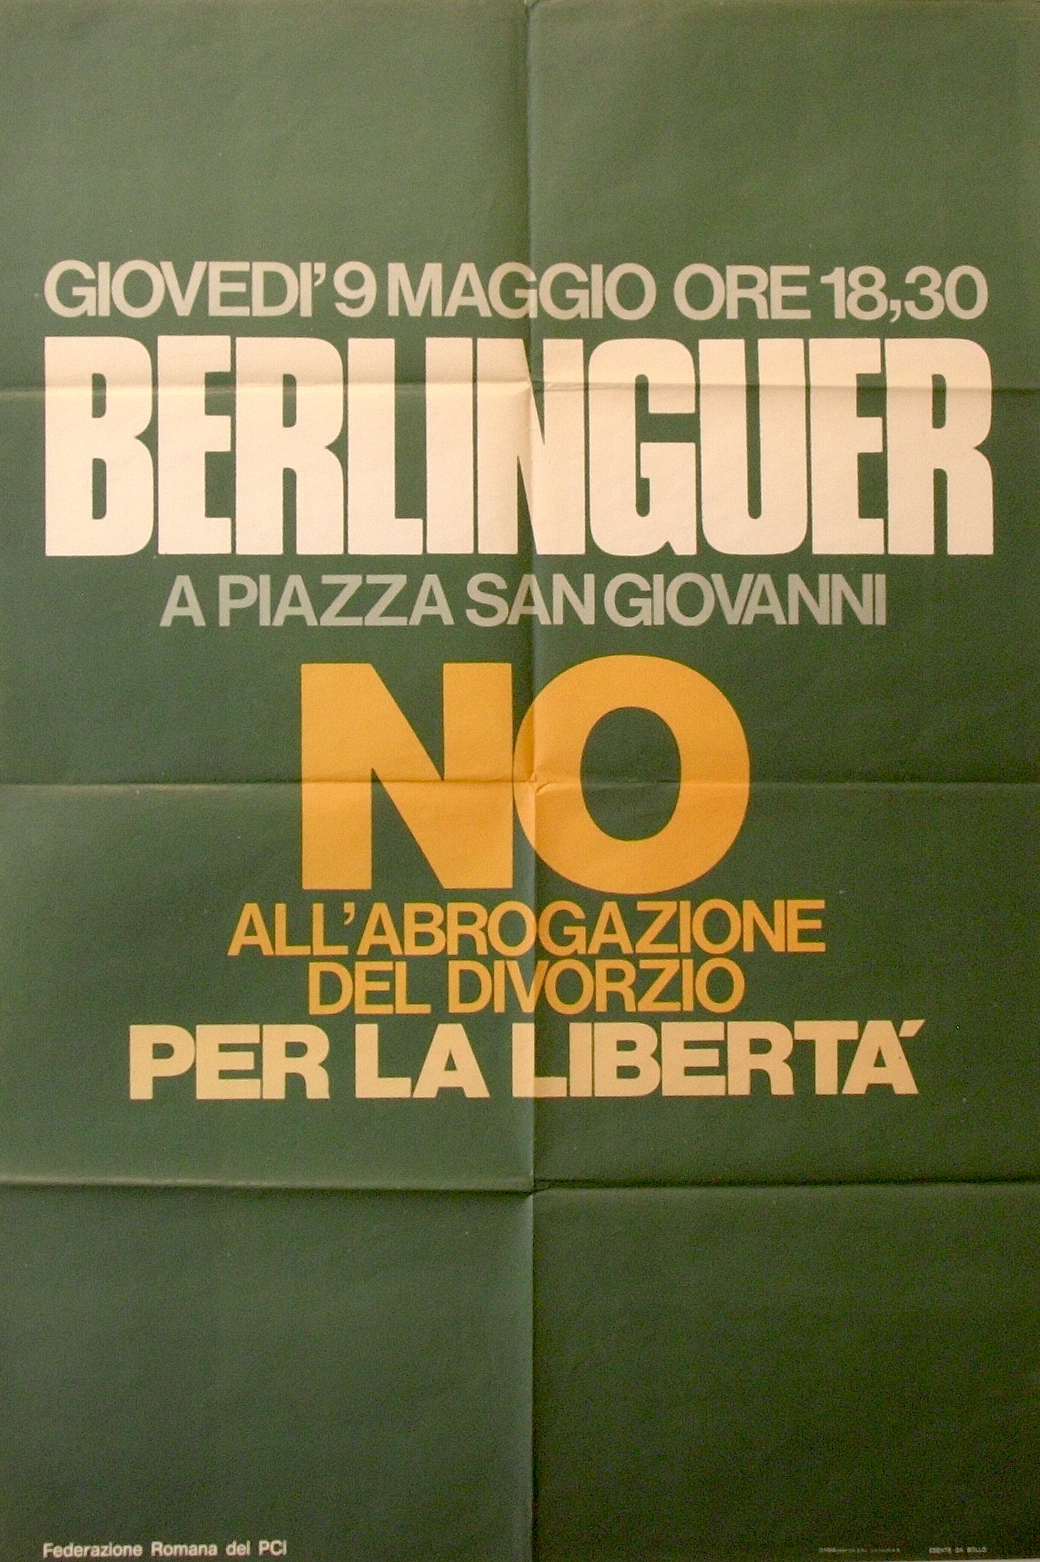 GIOVEDI' 9 MAGGIO ORE 18,30
BERLINGUER
A PIAZZA SAN GIOVANNI
NO
ALL'ABROGAZIONE
DEL DIVORZIO
PER LA LIBERTA'
Federazione Romana del PCI
ESENTE DA BOLLO